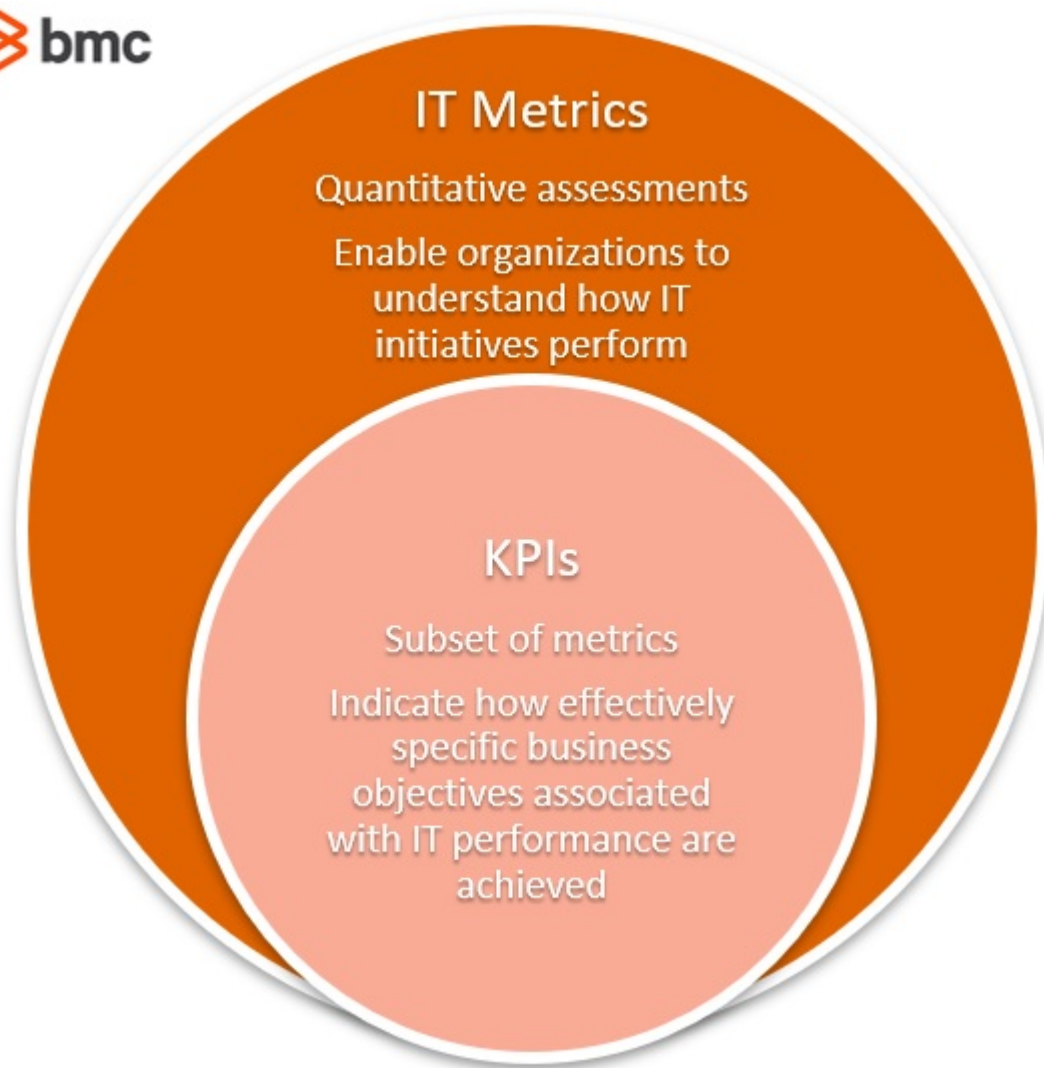 bmc
IT Metrics
Quantitative assessments
Enable organizations to
understand how IT
initiatives perform
KPIs
Subset of metrics
Indicate how effectively
specific business
objectives associated
with IT performance are
achieved